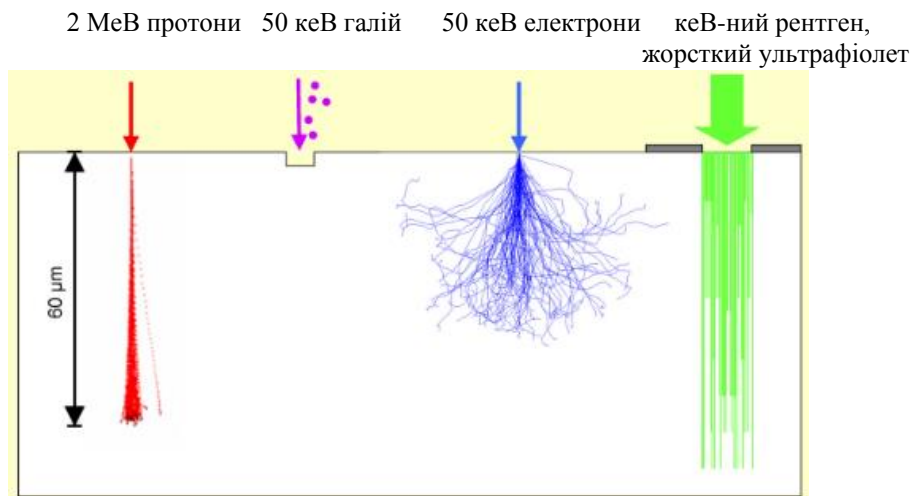 2 МеВ протони 50 кеВ галій 50 кеВ електрони кеВ-ний рентген,
жорсткий ультрафіолет
60 µm